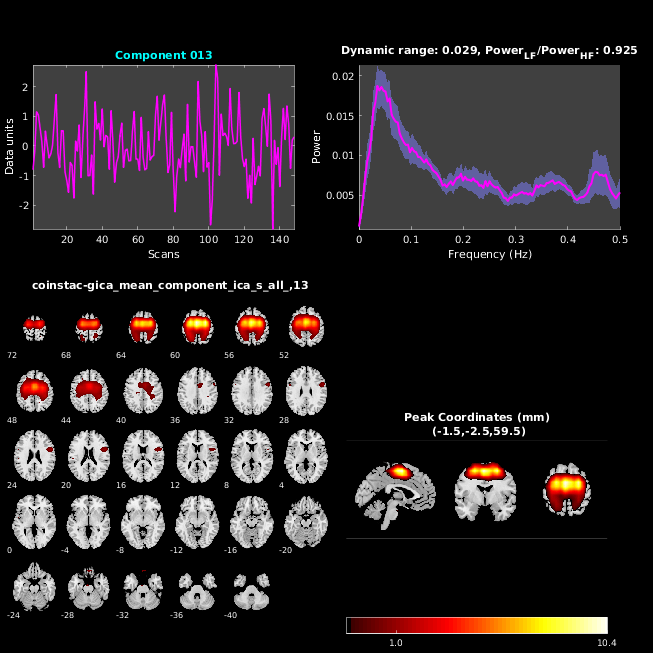 Component 013
Data units
2
1
0
-1
-2
20 40 60 80 100 120 140
Scans
Dynamic range: 0.029, Power_LF/Power_HF: 0.925
Power
0.02
0.015
0.01
0.005
0 0.1 0.2 0.3 0.4 0.5
Frequency (Hz)
coinstac-gica_mean_component_ica_s_all_,13
72 68 64 60 56 52
48 44 40 36 32 28
24 20 16 12 8 4
0 -4 -8 -12 -16 -20
-24 -28 -32 -36 -40
Peak Coordinates (mm)
(-1.5,-2.5,59.5)
1.0 10.4